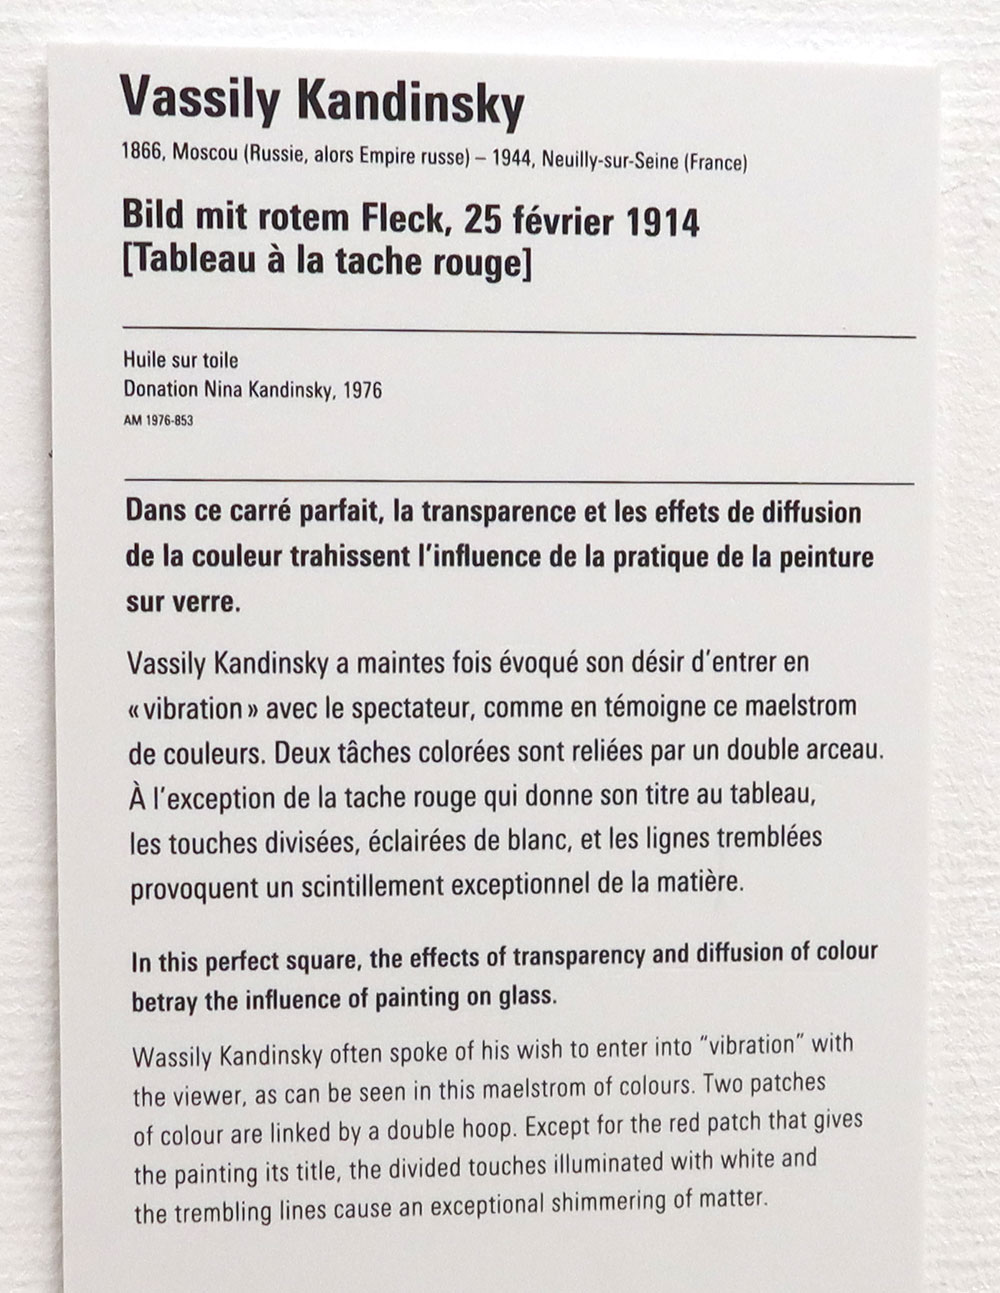 Vassily Kandinsky
1866, Moscou (Russie, alors Empire russe) – 1944, Neuilly-sur-Seine (France)
Bild mit rotem Fleck, 25 février 1914
[Tableau à la tache rouge]
Huile sur toile
Donation Nina Kandinsky, 1976
AM 1976-853
Dans ce carré parfait, la transparence et les effets de diffusion
de la couleur trahissent l'influence de la pratique de la peinture
sur verre.
Vassily Kandinsky a maintes fois évoqué son désir d'entrer en
« vibration » avec le spectateur, comme en témoigne ce maelstrom
de couleurs. Deux tâches colorées sont reliées par un double arceau.
À l'exception de la tache rouge qui donne son titre au tableau,
les touches divisées, éclairées de blanc, et les lignes tremblées
provoquent un scintillement exceptionnel de la matière.
In this perfect square, the effects of transparency and diffusion of colour
betray the influence of painting on glass.
Wassily Kandinsky often spoke of his wish to enter into "vibration" with
the viewer, as can be seen in this maelstrom of colours. Two patches
of colour are linked by a double hoop. Except for the red patch that gives
the painting its title, the divided touches illuminated with white and
the trembling lines cause an exceptional shimmering of matter.